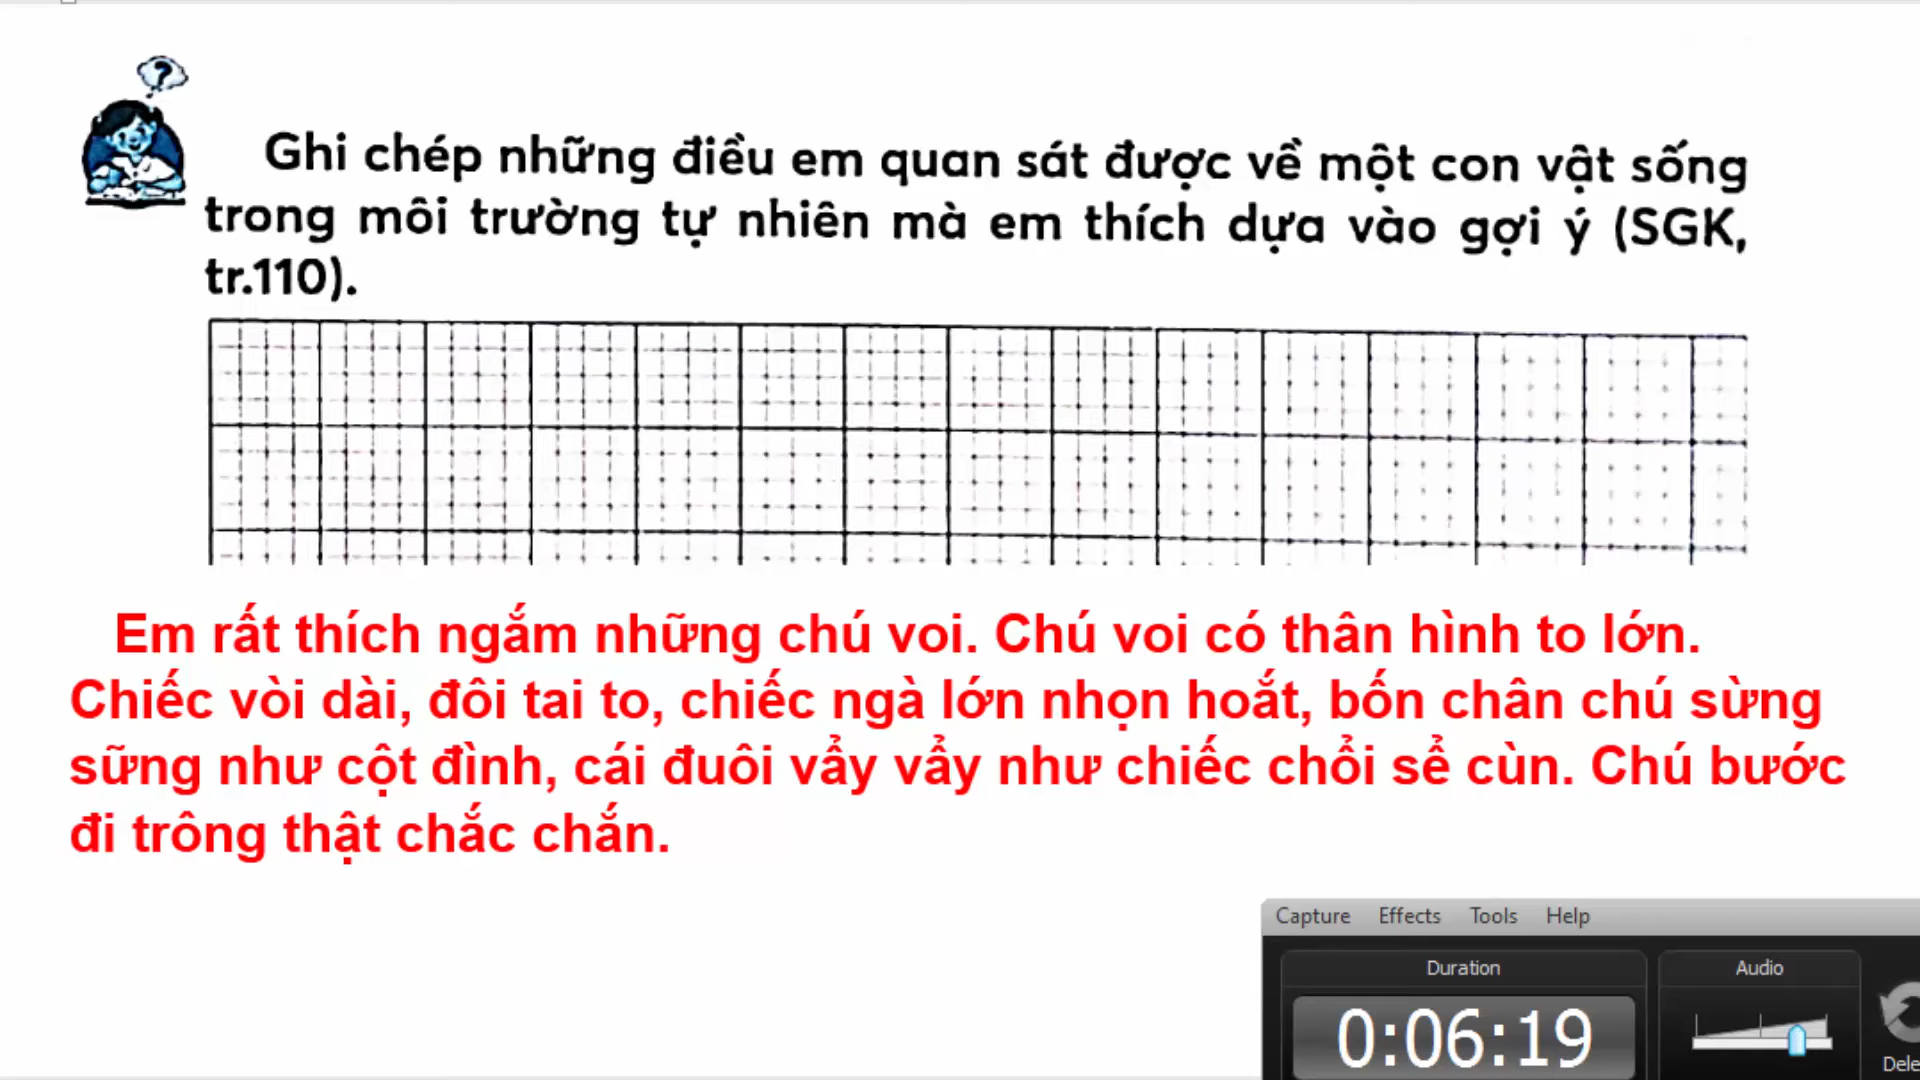 ?
Ghi chép những điều em quan sát được về một con vật sống
trong môi trường tự nhiên mà em thích dựa vào gợi ý (SGK,
tr.110).
Em rất thích ngắm những chú voi. Chú voi có thân hình to lớn.
Chiếc vòi dài, đôi tai to, chiếc ngà lớn nhọn hoắt, bốn chân chú sừng
sững như cột đình, cái đuôi vẩy vẩy như chiếc chổi sể cùn. Chú bước
đi trông thật chắc chắn.
Capture Effects Tools Help
Duration Audio
0:06:19
Dele